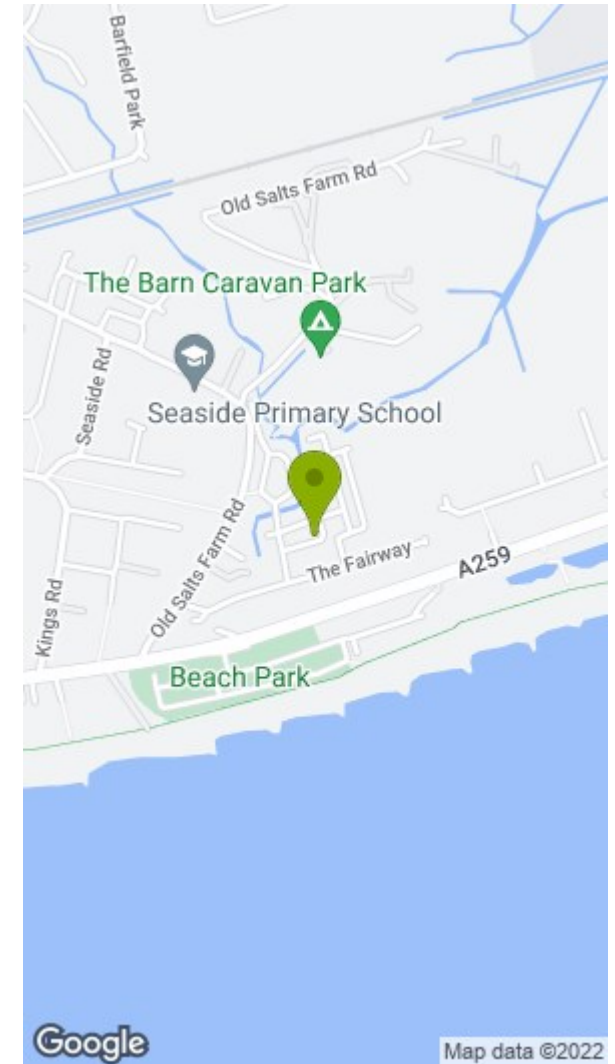 Barfield Park
Old Salts Farm Rd
The Barn Caravan Park
Seaside Rd
Seaside Primary School
Old Salts Farm Rd
The Fairway
A259
Kings Rd
Beach Park
Google
Map data ©2022